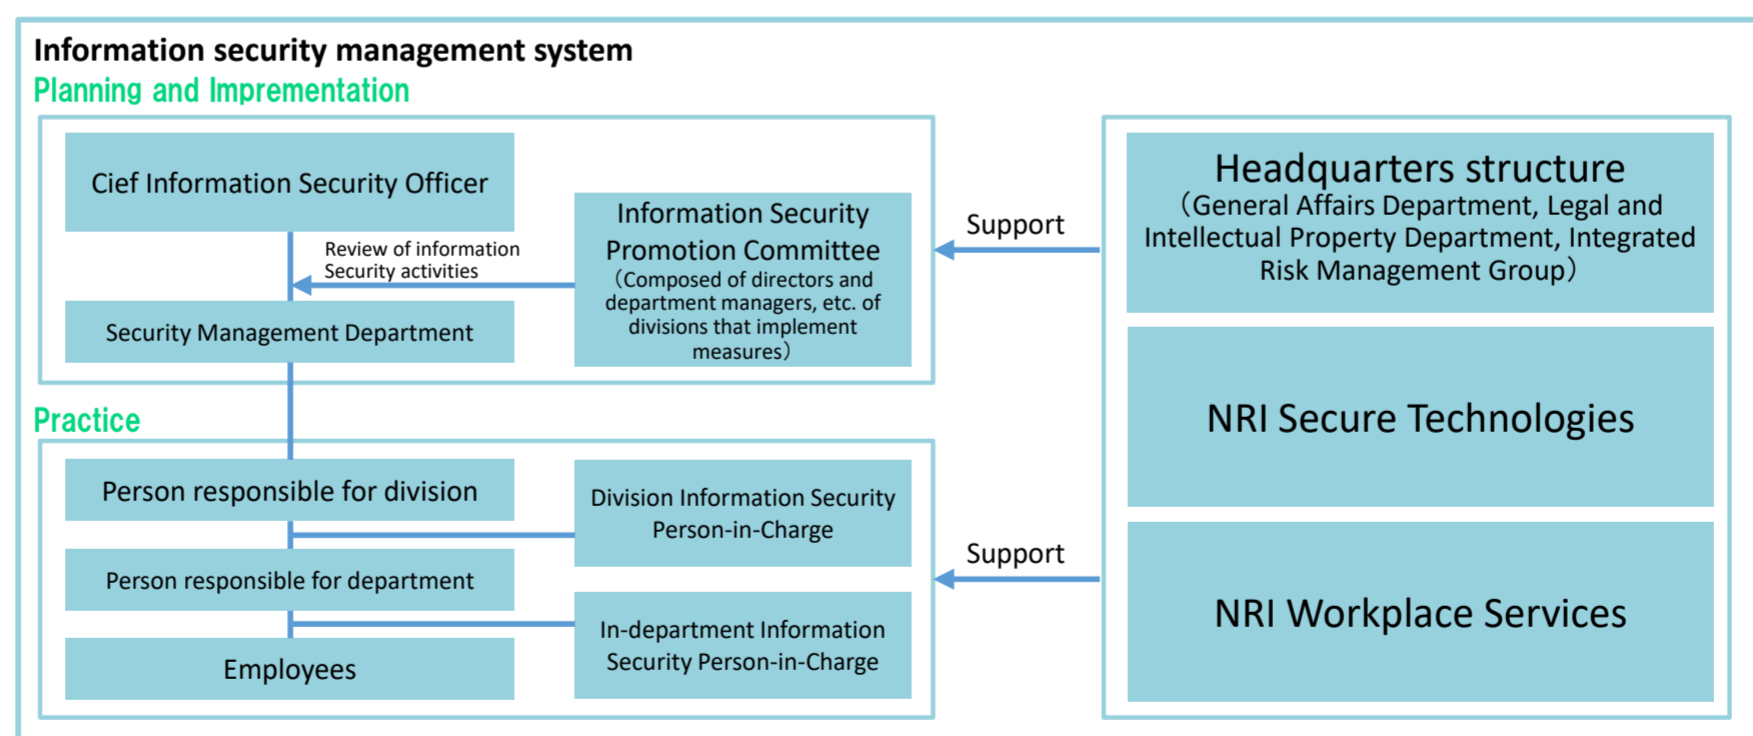 Information security management system
Planning and Imprementation
Cief Information Security Officer
Review of information
Security activities
Security Management Department
Information Security
Promotion Committee
（Composed of directors and
department managers, etc. of
divisions that implement
measures）
Support
Headquarters structure
（General Affairs Department, Legal and
Intellectual Property Department, Integrated
Risk Management Group）
NRI Secure Technologies
NRI Workplace Services
Practice
Person responsible for division
Division Information Security
Person-in-Charge
Person responsible for department
In-department Information
Security Person-in-Charge
Employees
Support